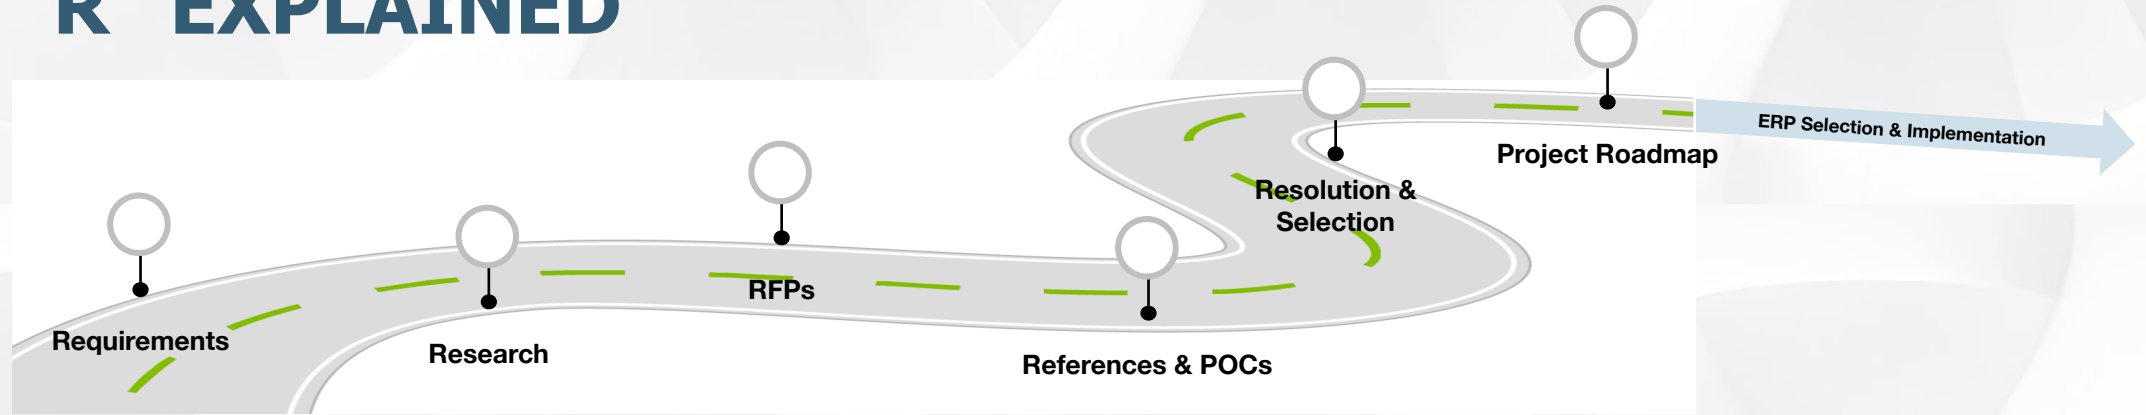 R EXPLAINED
Requirements
Research
RFPs
References & POCs
Resolution &
Selection
Project Roadmap
ERP Selection & Implementation